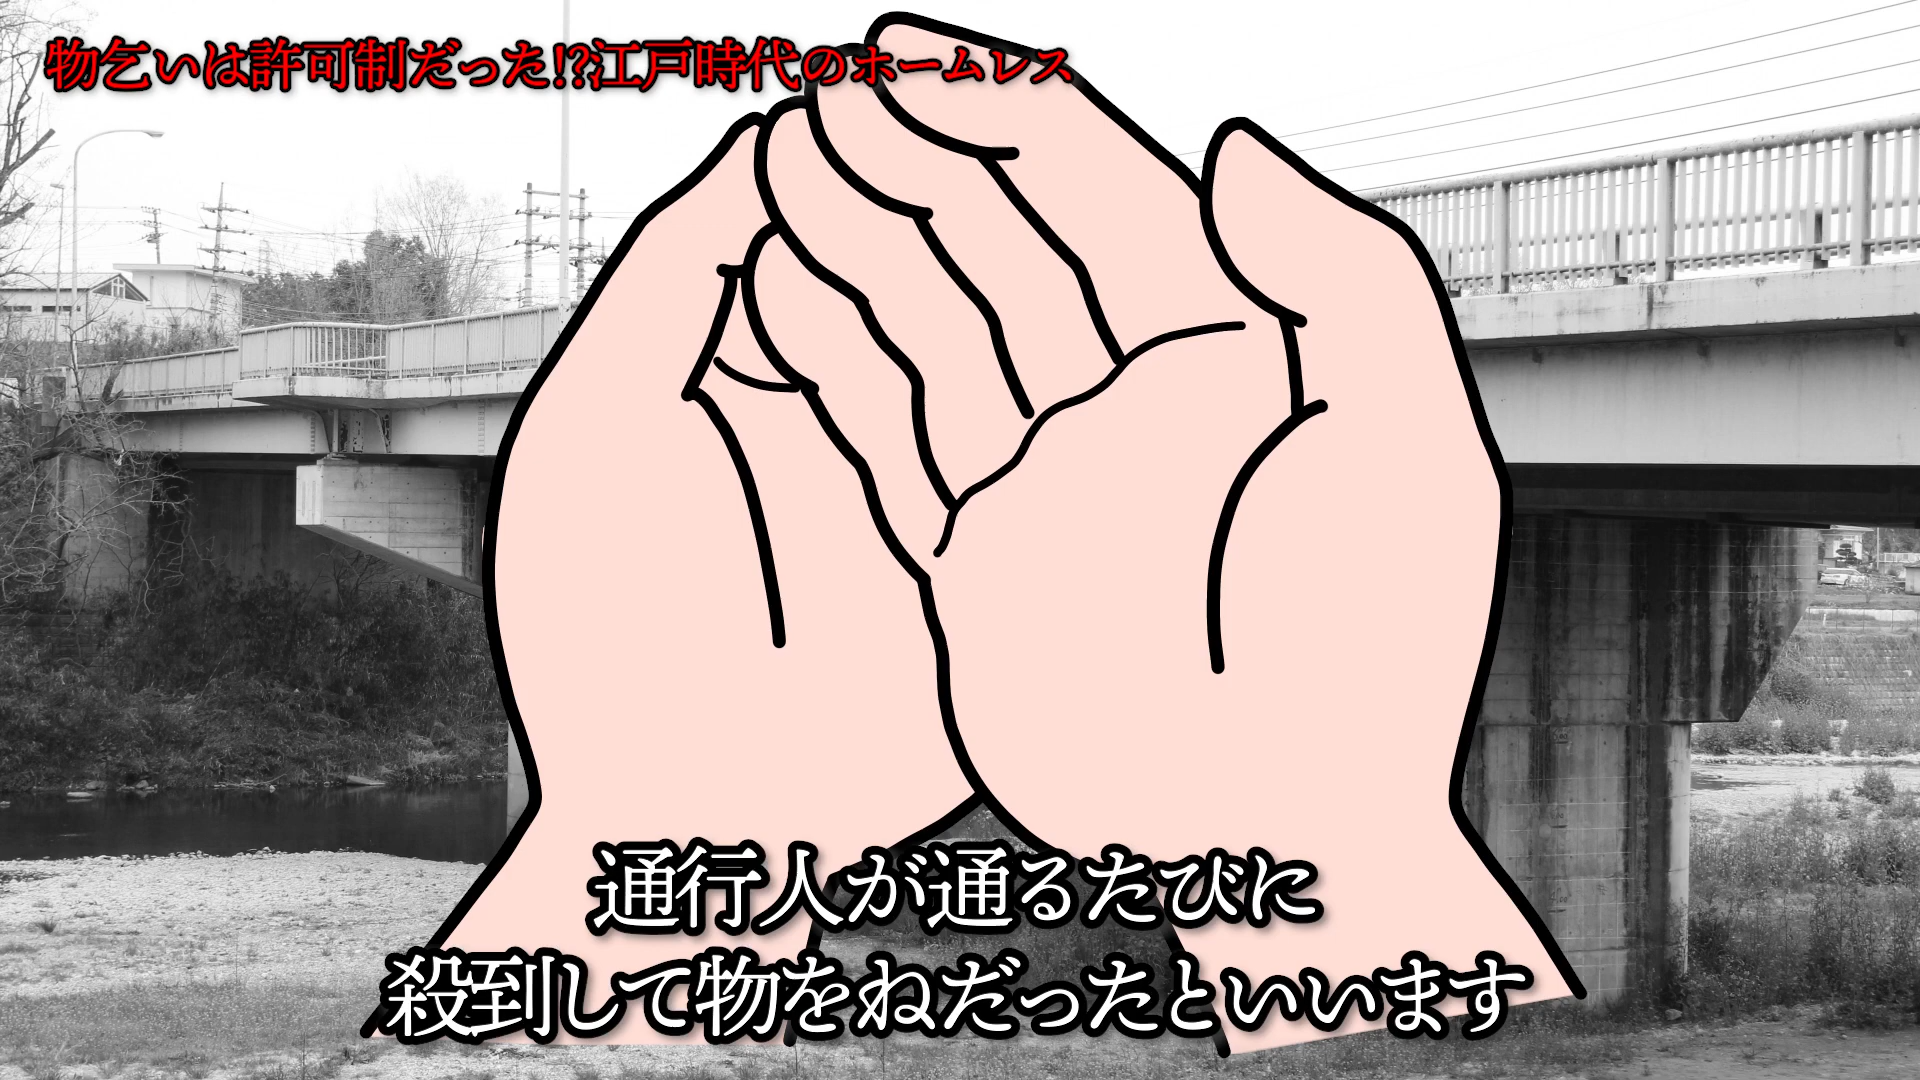 物乞いは許可制だった!?江戸時代のホームレス
通行人が通るたびに
殺到して物をねだったといいます